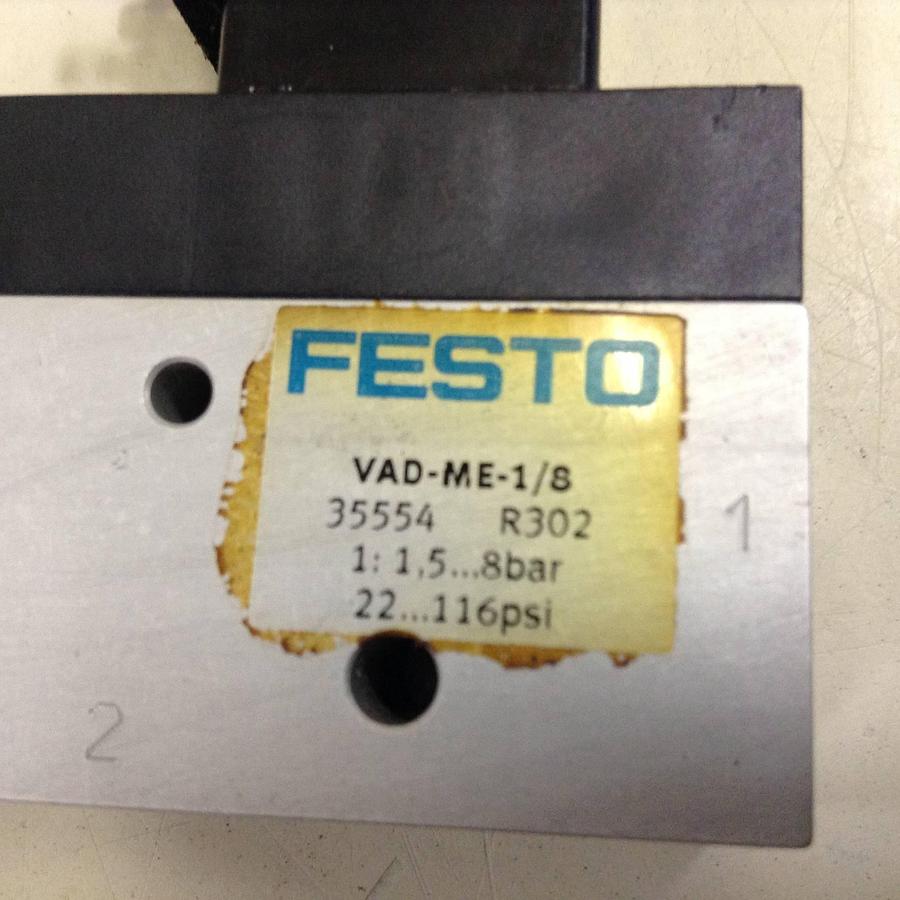 FESTO
VAD-ME-1/8
35554 R302
1: 1,5...8bar
22...116psi
1
2